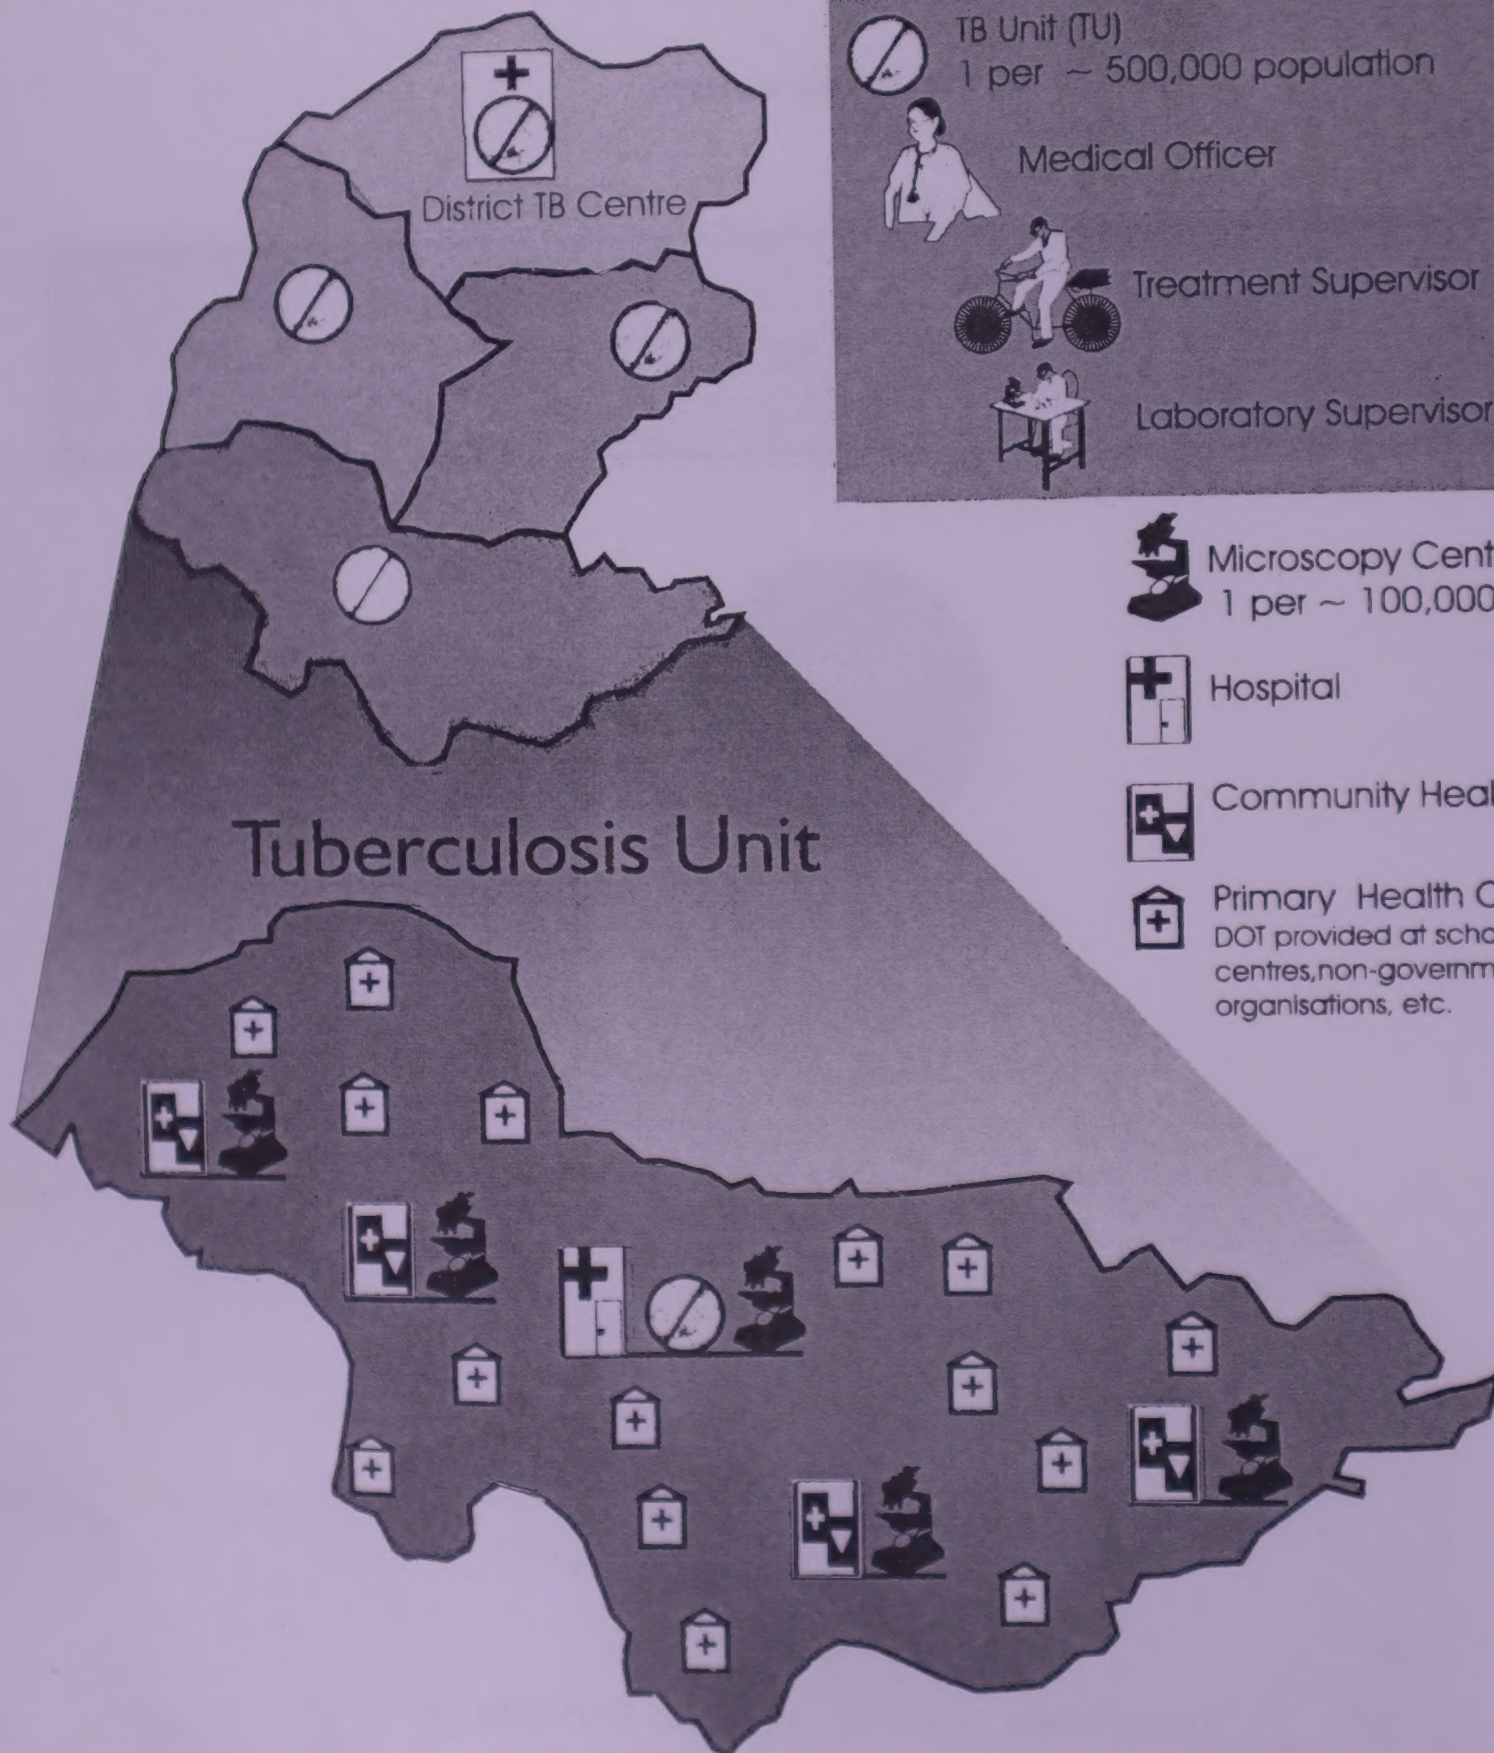 TB Unit (TU)
1 per ~ 500,000 population
Medical Officer
District TB Centre
Treatment Supervisor
Laboratory Supervisor
Microscopy Cent
1 per ~ 100,000
Hospital
Community Heal
Tuberculosis Unit
Primary Health C
DOT provided at scho
centres,non-governm
organisations, etc.